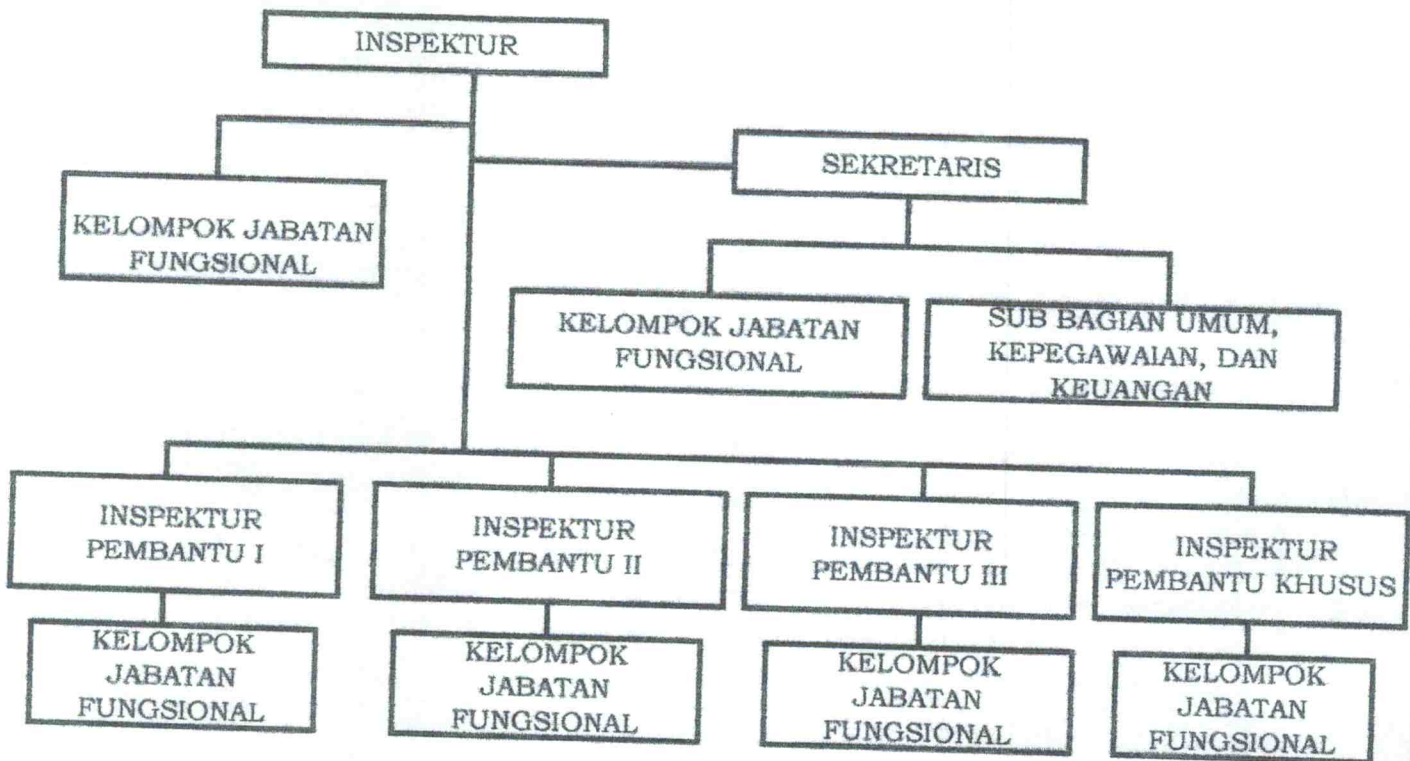 INSPEKTUR
SEKRETARIS
KELOMPOK JABATAN
FUNGSIONAL
KELOMPOK JABATAN
FUNGSIONAL
SUB BAGIAN UMUM,
KEPEGAWAIAN, DAN
KEUANGAN
INSPEKTUR
PEMBANTU I
INSPEKTUR
PEMBANTU II
INSPEKTUR
PEMBANTU III
INSPEKTUR
PEMBANTU KHUSUS
KELOMPOK
JABATAN
FUNGSIONAL
KELOMPOK
JABATAN
FUNGSIONAL
KELOMPOK
JABATAN
FUNGSIONAL
KELOMPOK
JABATAN
FUNGSIONAL